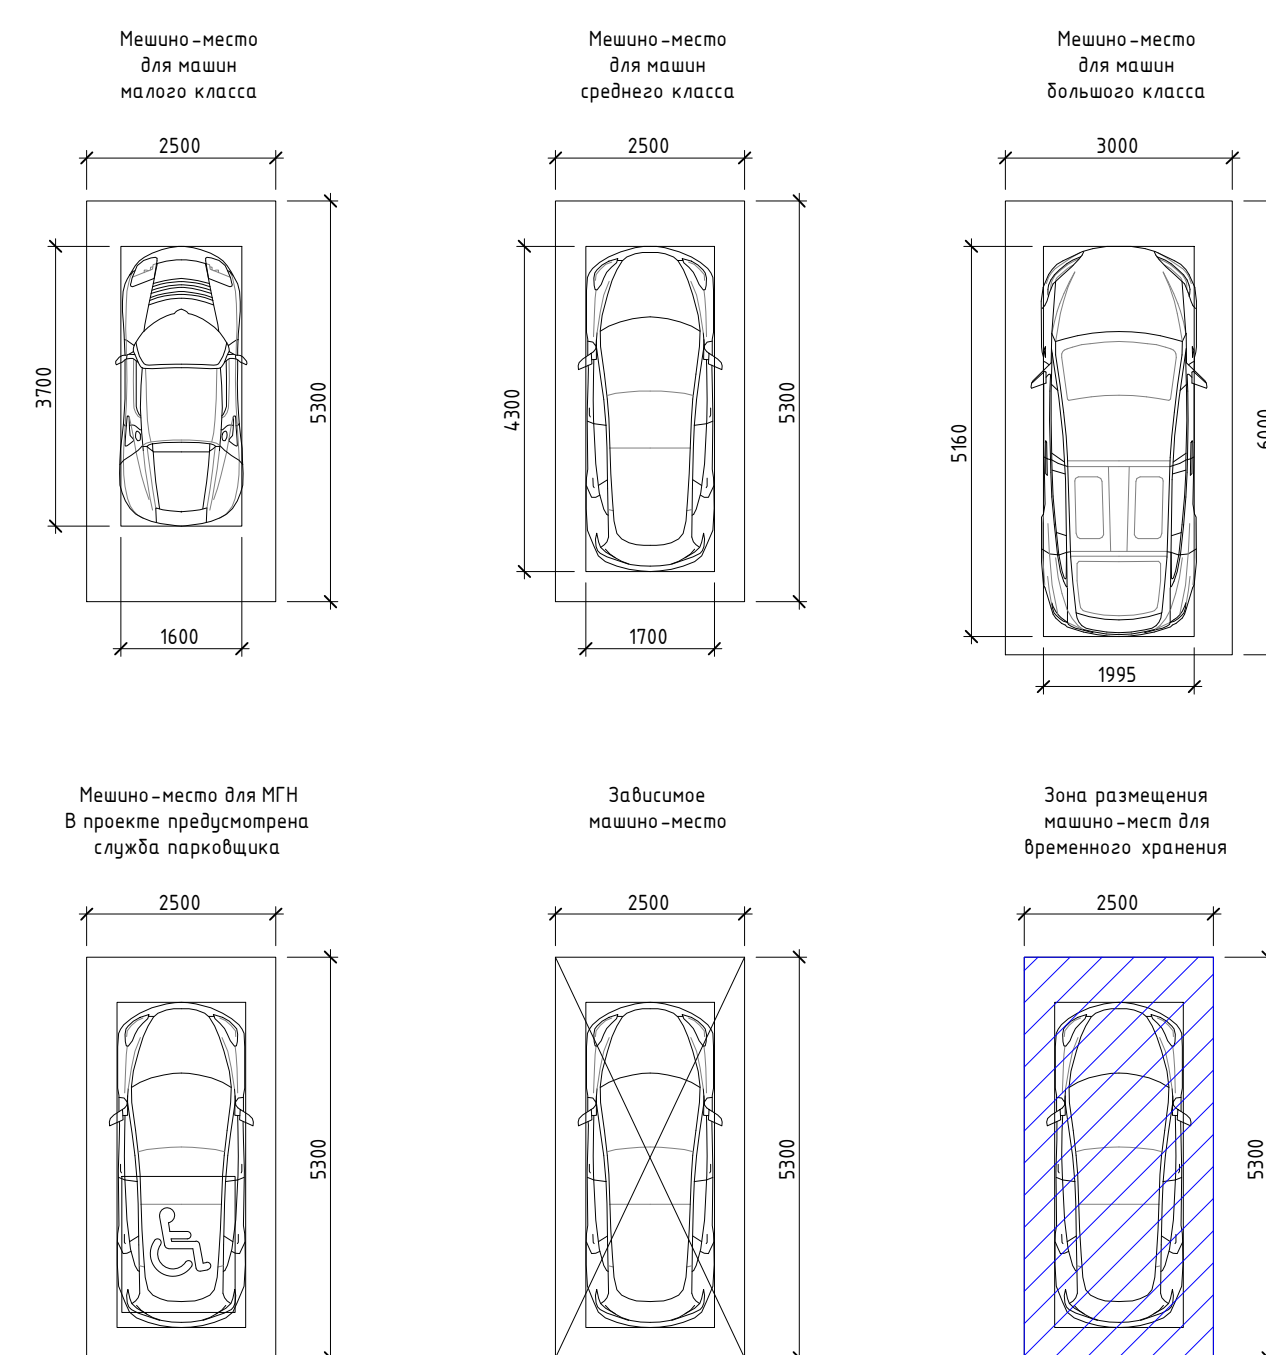 Мешино-место
для машин
малого класса
2500
3700
5300
1600
Мешино-место
для машин
среднего класса
2500
4300
5300
1700
Мешино-место
для машин
большого класса
3000
5160
6000
1995
Мешино-место для МГН
В проекте предусмотрена
служба парковщика
2500
5300
Зависимое
машино-место
2500
5300
Зона размещения
машино-мест для
временного хранения
2500
5300